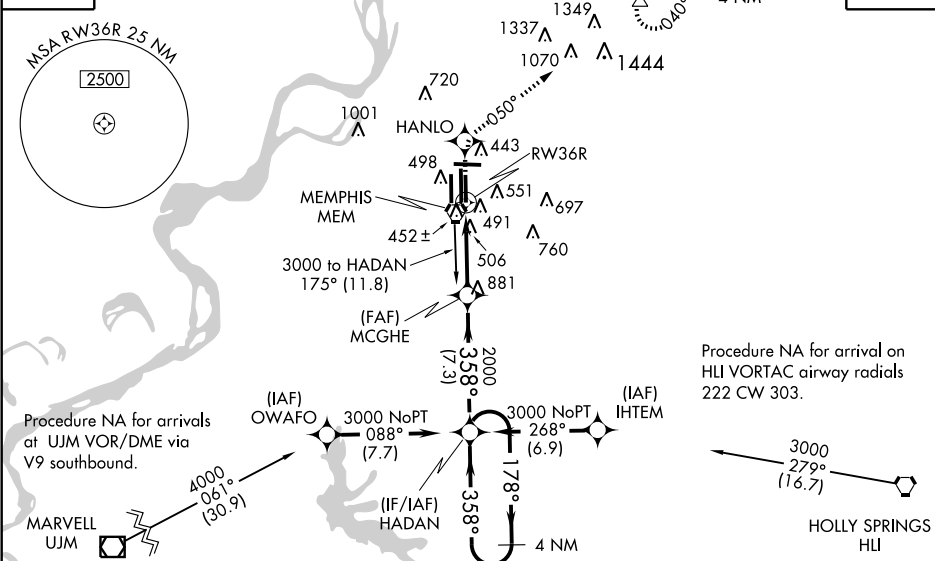 MSA RW36R 25 NM
2500
1349
040°
4 NM
1337
1070
1444
720
050°
1001
HANLO
443
RW36R
498
551
MEMPHIS
MEM
697
491
452±
760
506
3000 to HADAN
175° (11.8)
881
(FAF)
MCGHE
2000
358°
(7.3)
Procedure NA for arrival on
HLI VORTAC airway radials
222 CW 303.
(IAF)
OWAFO
(IAF)
IHTEM
3000 NoPT
088°
(7.7)
3000 NoPT
268°
(6.9)
Procedure NA for arrivals
at UJM VOR/DME via
V9 southbound.
3000
279°
(16.7)
4000
061°
(30.9)
178°
358°
(IF/IAF)
HADAN
MARVELL
UJM
4 NM
HOLLY SPRINGS
HLI